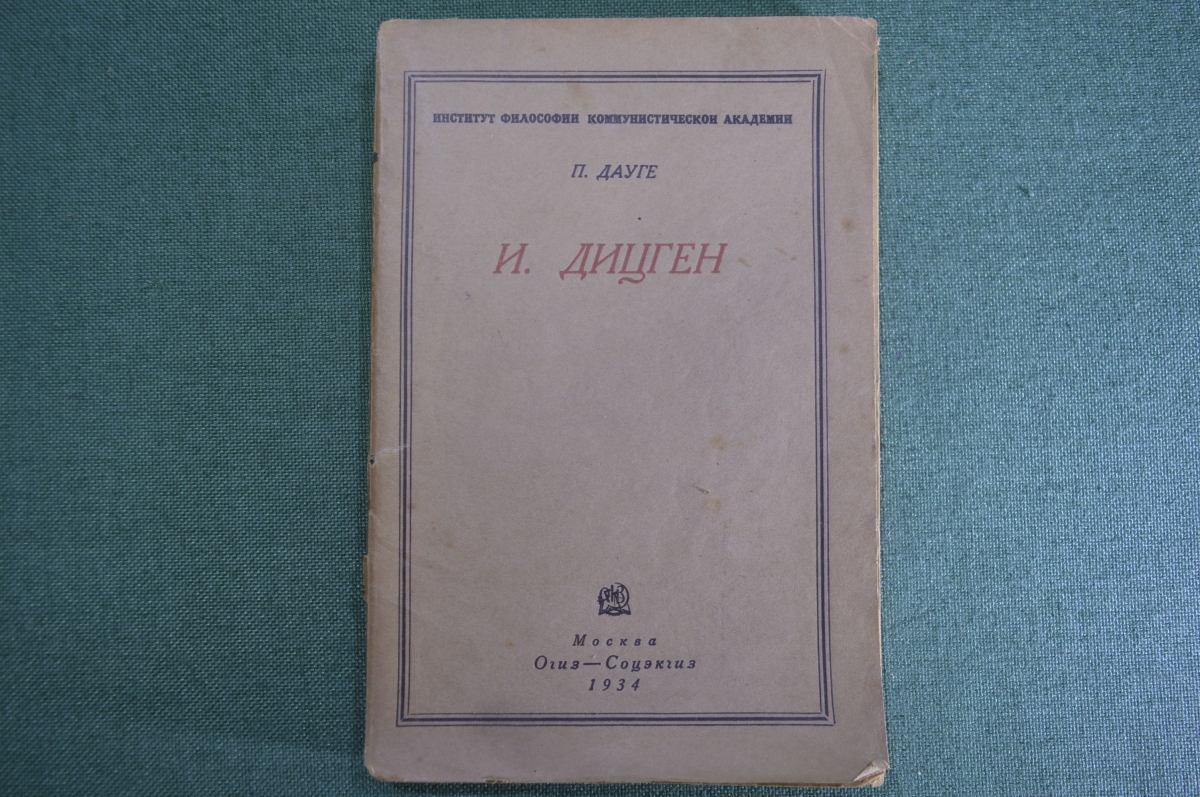 ИНСТИТУТ ФИЛОСОФИИ КОММУНИСТИЧЕСКОЙ АКАДЕМИИ
П. ДАУГЕ
И. ДИЦГЕН
Москва
Огиз—Соцэкгиз
1934